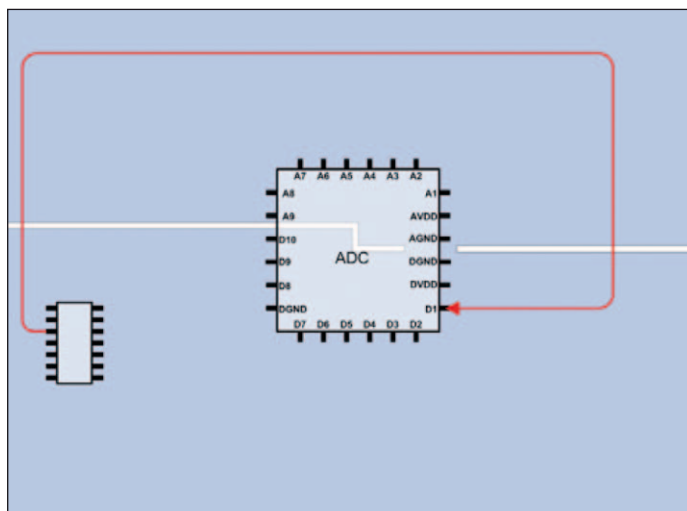 A7 A6 A5 A4 A3 A2
A8 A1
A9 AVDD
D10 AGND
D9 ADC DGND
D8 DVDD
DGND D1
D7 D6 D5 D4 D3 D2